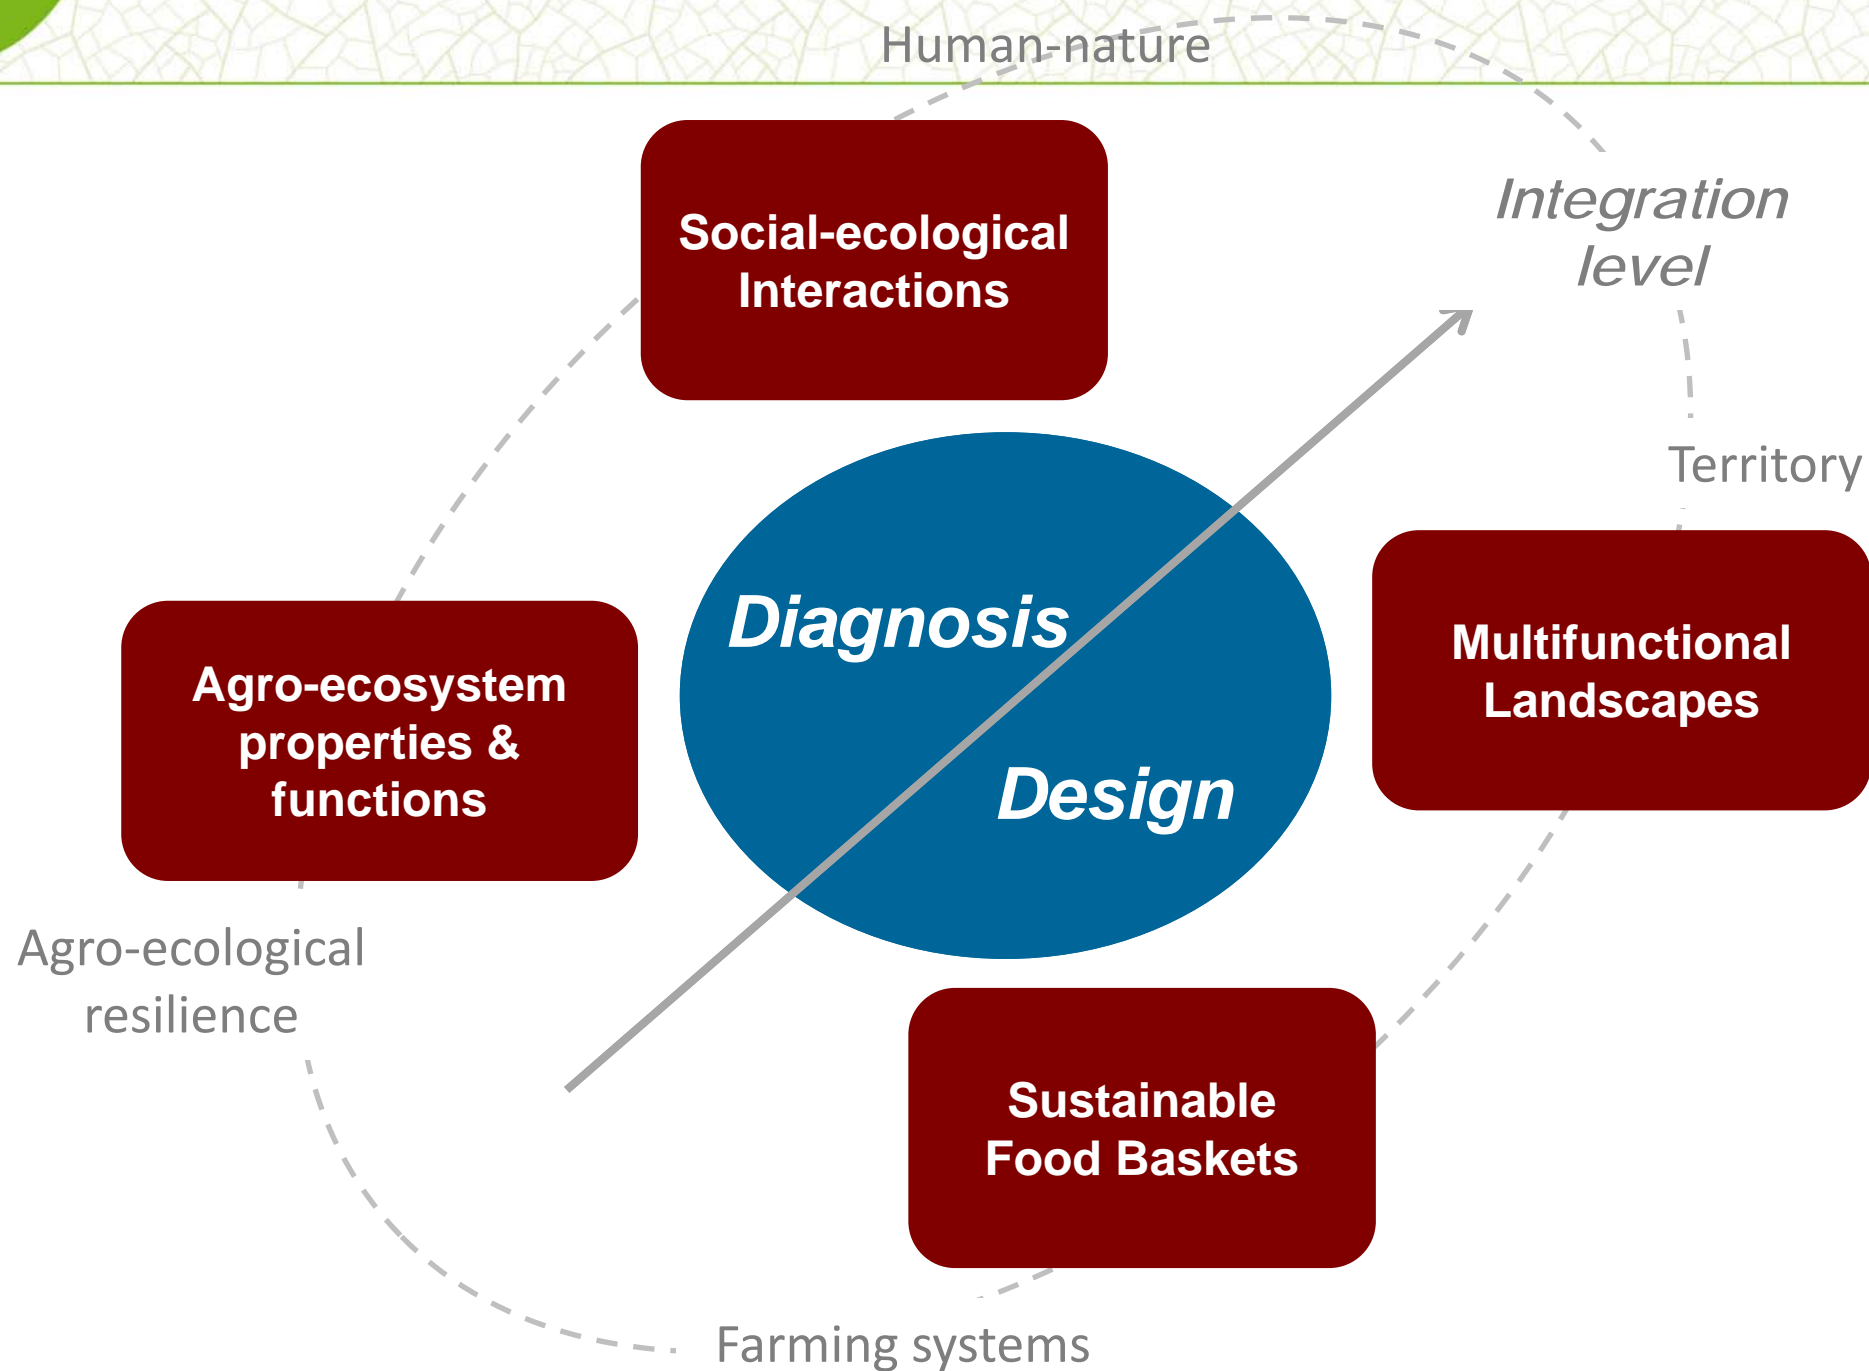 Human-nature
Social-ecological
Interactions
Integration
level
Territory
Diagnosis
Multifunctional
Landscapes
Agro-ecosystem
properties &
functions
Design
Agro-ecological
resilience
Sustainable
Food Baskets
Farming systems